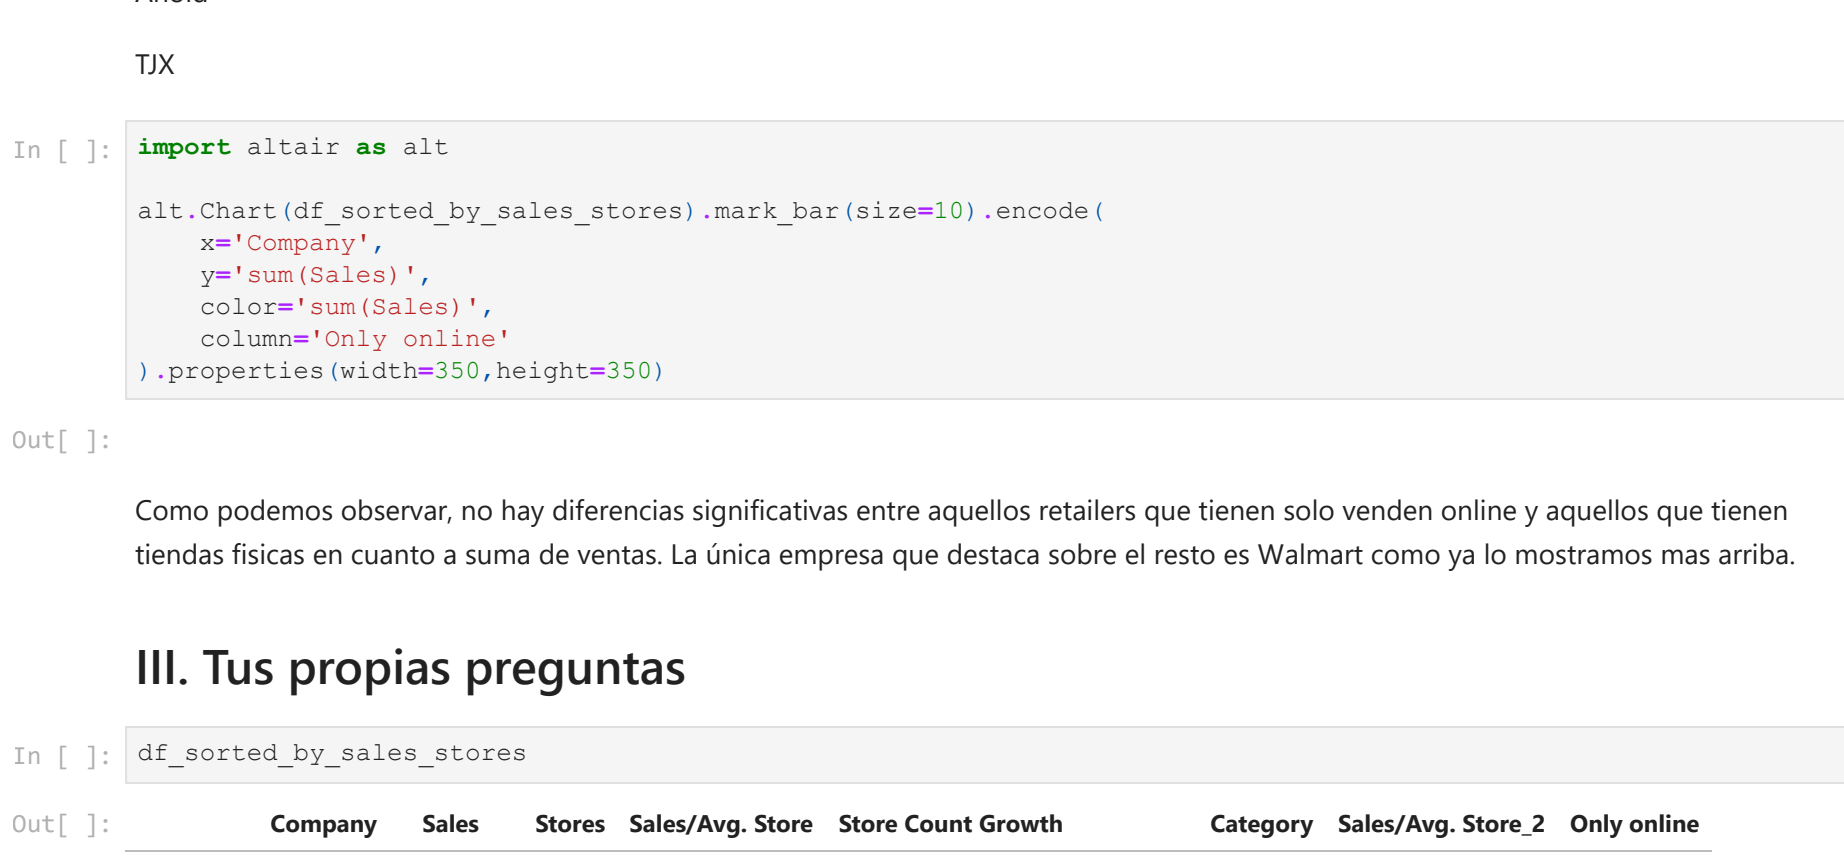 TJX
In [ ]: import altair as alt
alt.Chart(df_sorted_by_sales_stores).mark_bar(size=10).encode(
    x='Company',
    y='sum(Sales)',
    color='sum(Sales)',
    column='Only online'
).properties(width=350,height=350)
Out[ ]:
Como podemos observar, no hay diferencias significativas entre aquellos retailers que tienen solo venden online y aquellos que tienen
tiendas fisicas en cuanto a suma de ventas. La única empresa que destaca sobre el resto es Walmart como ya lo mostramos mas arriba.
III. Tus propias preguntas
In [ ]: df_sorted_by_sales_stores
Out[ ]: Company Sales Stores Sales/Avg. Store Store Count Growth Category Sales/Avg. Store_2 Only online